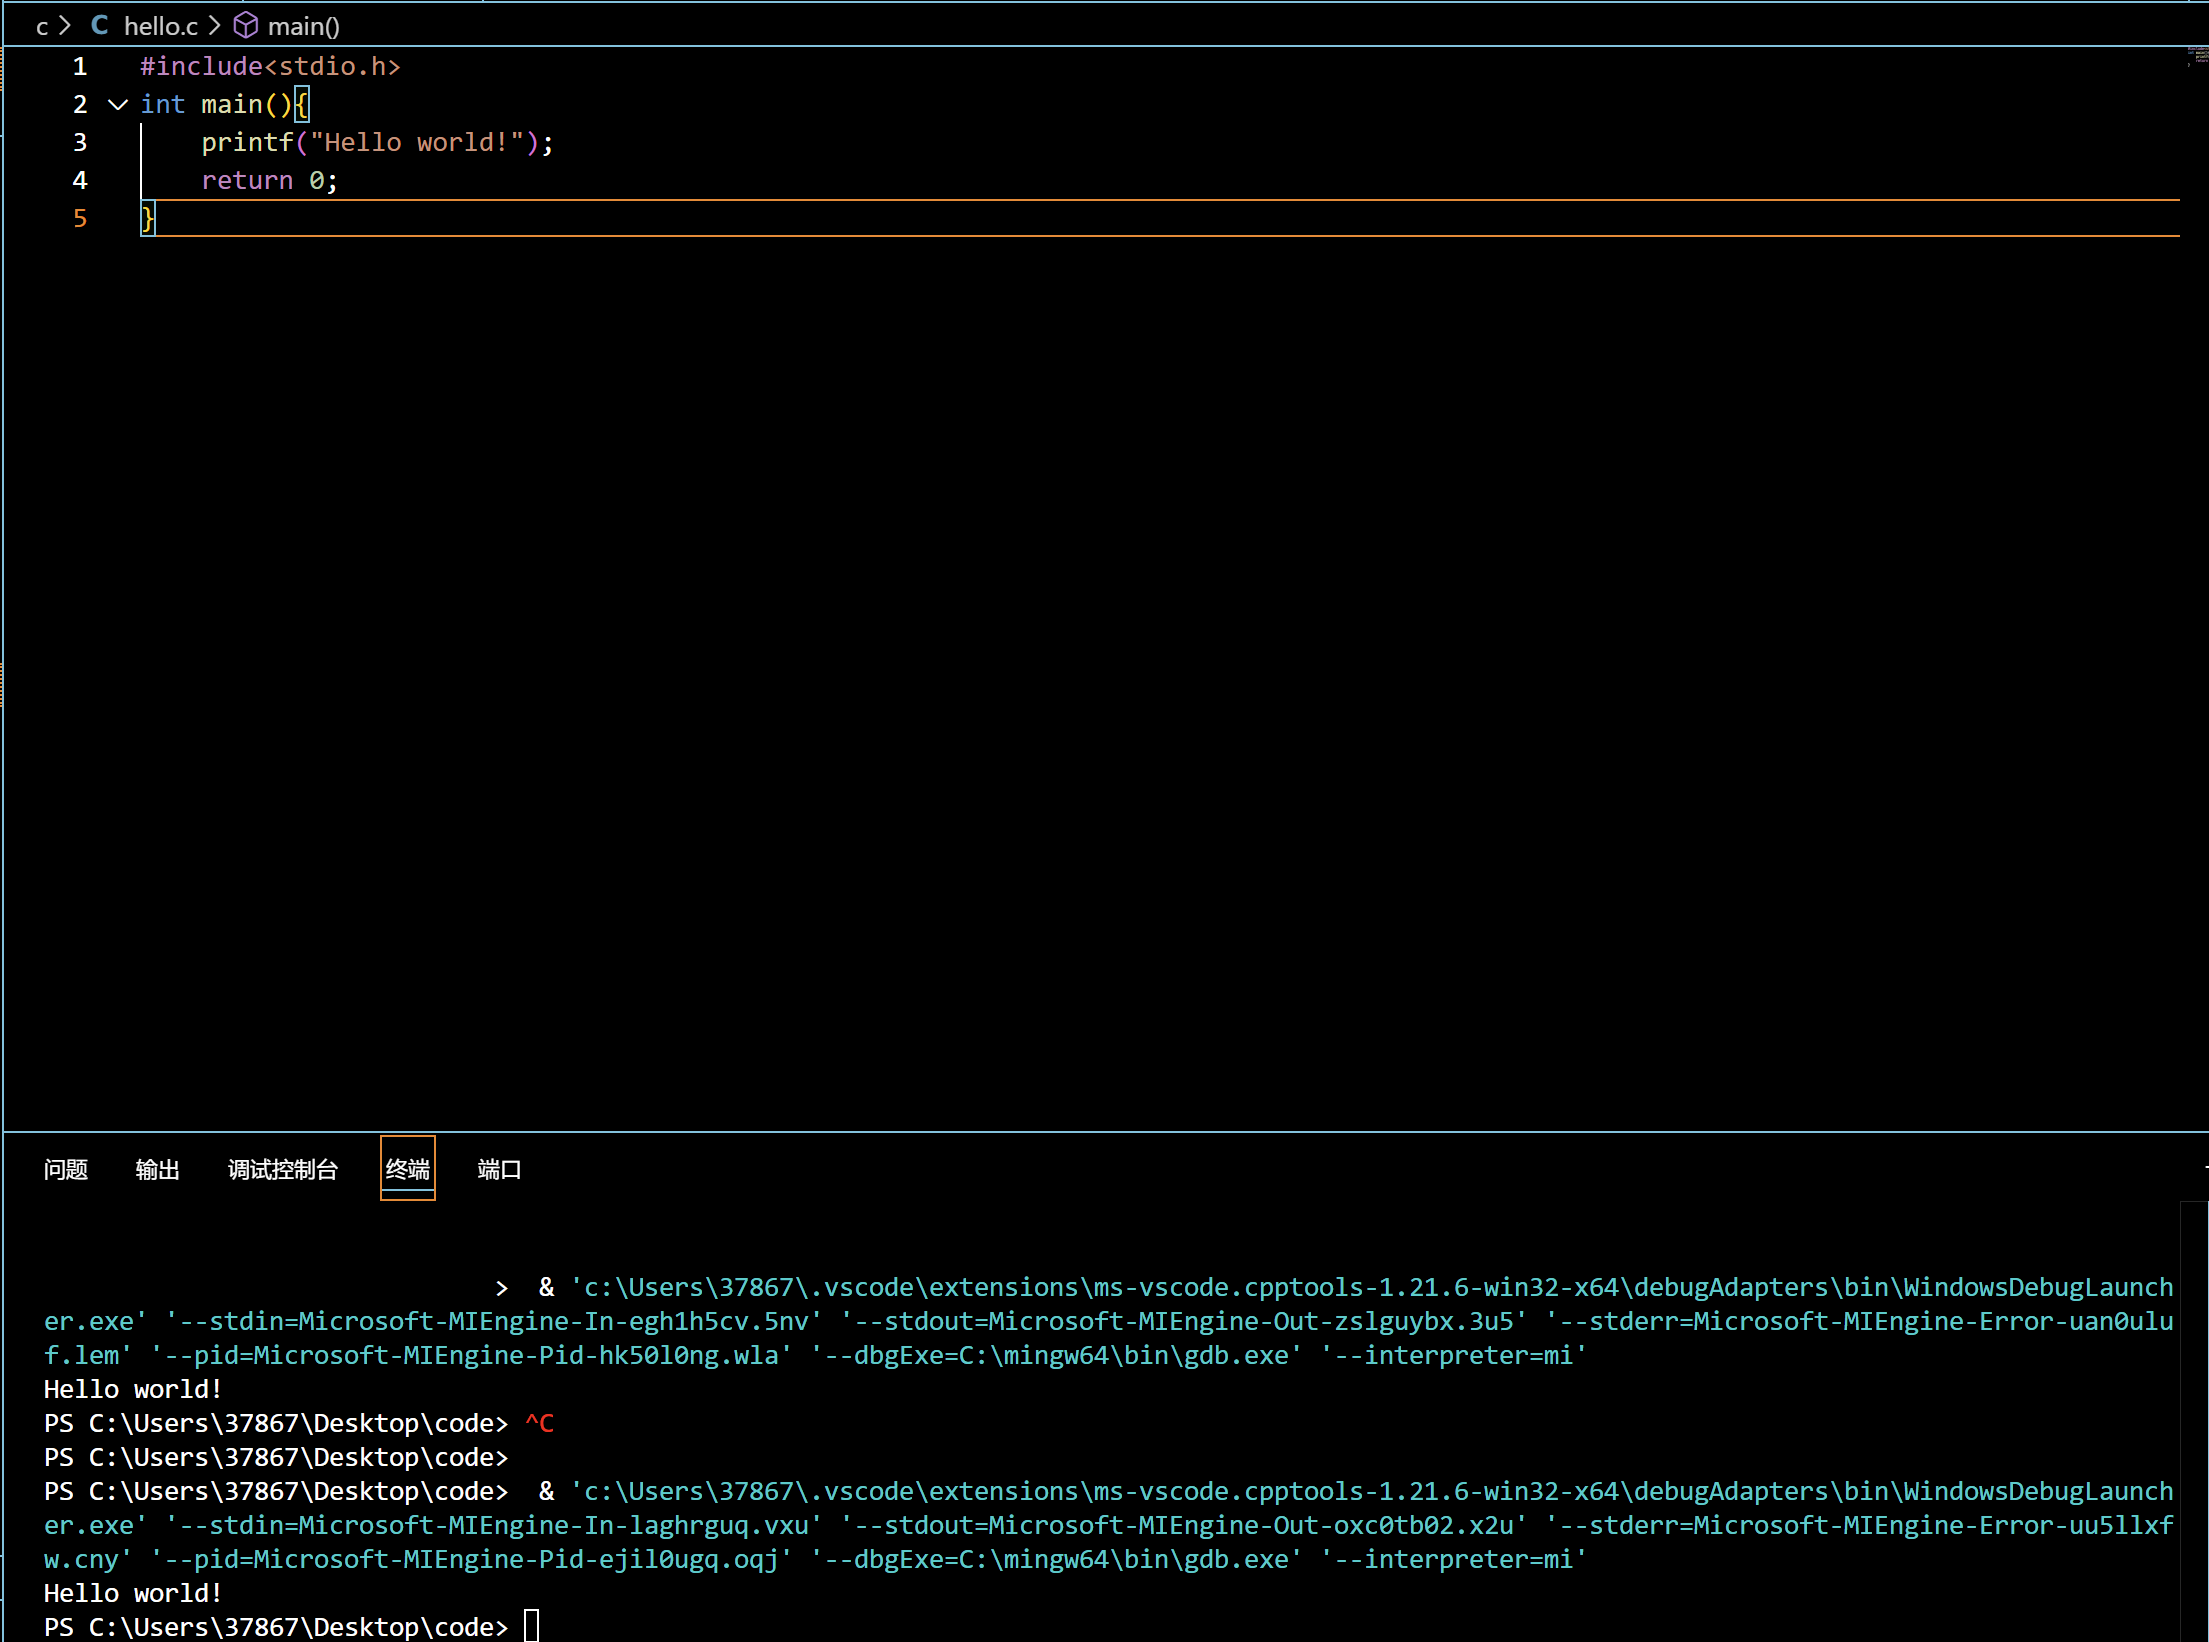 c > C hello.c > main()
1 #include<stdio.h>
2 int main(){
3     printf("Hello world!");
4     return 0;
5 }
问题 输出 调试控制台 终端 端口
>  & 'c:\Users\37867\.vscode\extensions\ms-vscode.cpptools-1.21.6-win32-x64\debugAdapters\bin\WindowsDebugLaunch
er.exe' '--stdin=Microsoft-MIEngine-In-egh1h5cv.5nv' '--stdout=Microsoft-MIEngine-Out-zslguybx.3u5' '--stderr=Microsoft-MIEngine-Error-uan0ulu
f.lem' '--pid=Microsoft-MIEngine-Pid-hk50l0ng.wla' '--dbgExe=C:\mingw64\bin\gdb.exe' '--interpreter=mi'
Hello world!
PS C:\Users\37867\Desktop\code> ^C
PS C:\Users\37867\Desktop\code>
PS C:\Users\37867\Desktop\code>  & 'c:\Users\37867\.vscode\extensions\ms-vscode.cpptools-1.21.6-win32-x64\debugAdapters\bin\WindowsDebugLaunch
er.exe' '--stdin=Microsoft-MIEngine-In-laghrguq.vxu' '--stdout=Microsoft-MIEngine-Out-oxc0tb02.x2u' '--stderr=Microsoft-MIEngine-Error-uu5llxf
w.cny' '--pid=Microsoft-MIEngine-Pid-ejil0ugq.oqj' '--dbgExe=C:\mingw64\bin\gdb.exe' '--interpreter=mi'
Hello world!
PS C:\Users\37867\Desktop\code>